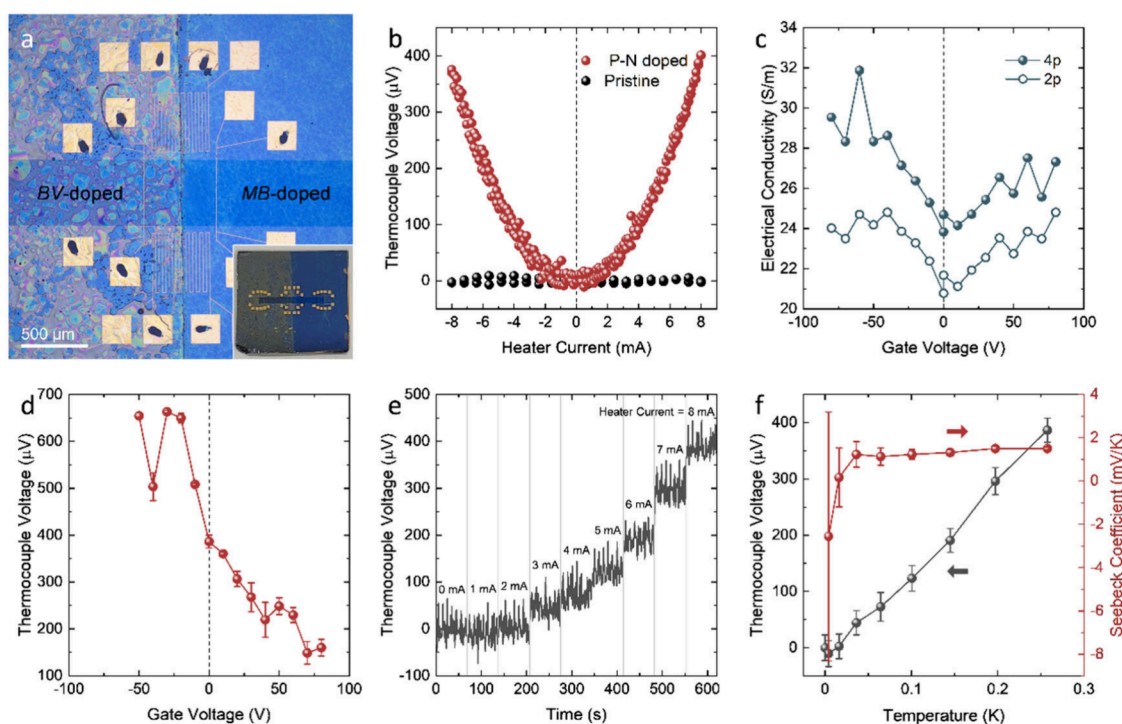 a
BV-doped
MB-doped
500 µm
b
Thermocouple Voltage (µV)
400
300
200
100
0
P-N doped
Pristine
-8 -6 -4 -2 0 2 4 6 8
Heater Current (mA)
c
Electrical Conductivity (S/m)
34
32
30
28
26
24
22
20
4p
2p
-100 -50 0 50 100
Gate Voltage (V)
d
Thermocouple Voltage (µV)
700
600
500
400
300
200
100
-100 -50 0 50 100
Gate Voltage (V)
e
Thermocouple Voltage (µV)
500
400
300
200
100
0
-100
Heater Current = 8 mA
7 mA
6 mA
5 mA
4 mA
3 mA
2 mA
1 mA
0 mA
0 100 200 300 400 500 600
Time (s)
f
Thermocouple Voltage (µV)
400
300
200
100
0
4
2
0
-2
-4
-6
-8
Seebeck Coefficient (mV/K)
0.0 0.1 0.2 0.3
Temperature (K)